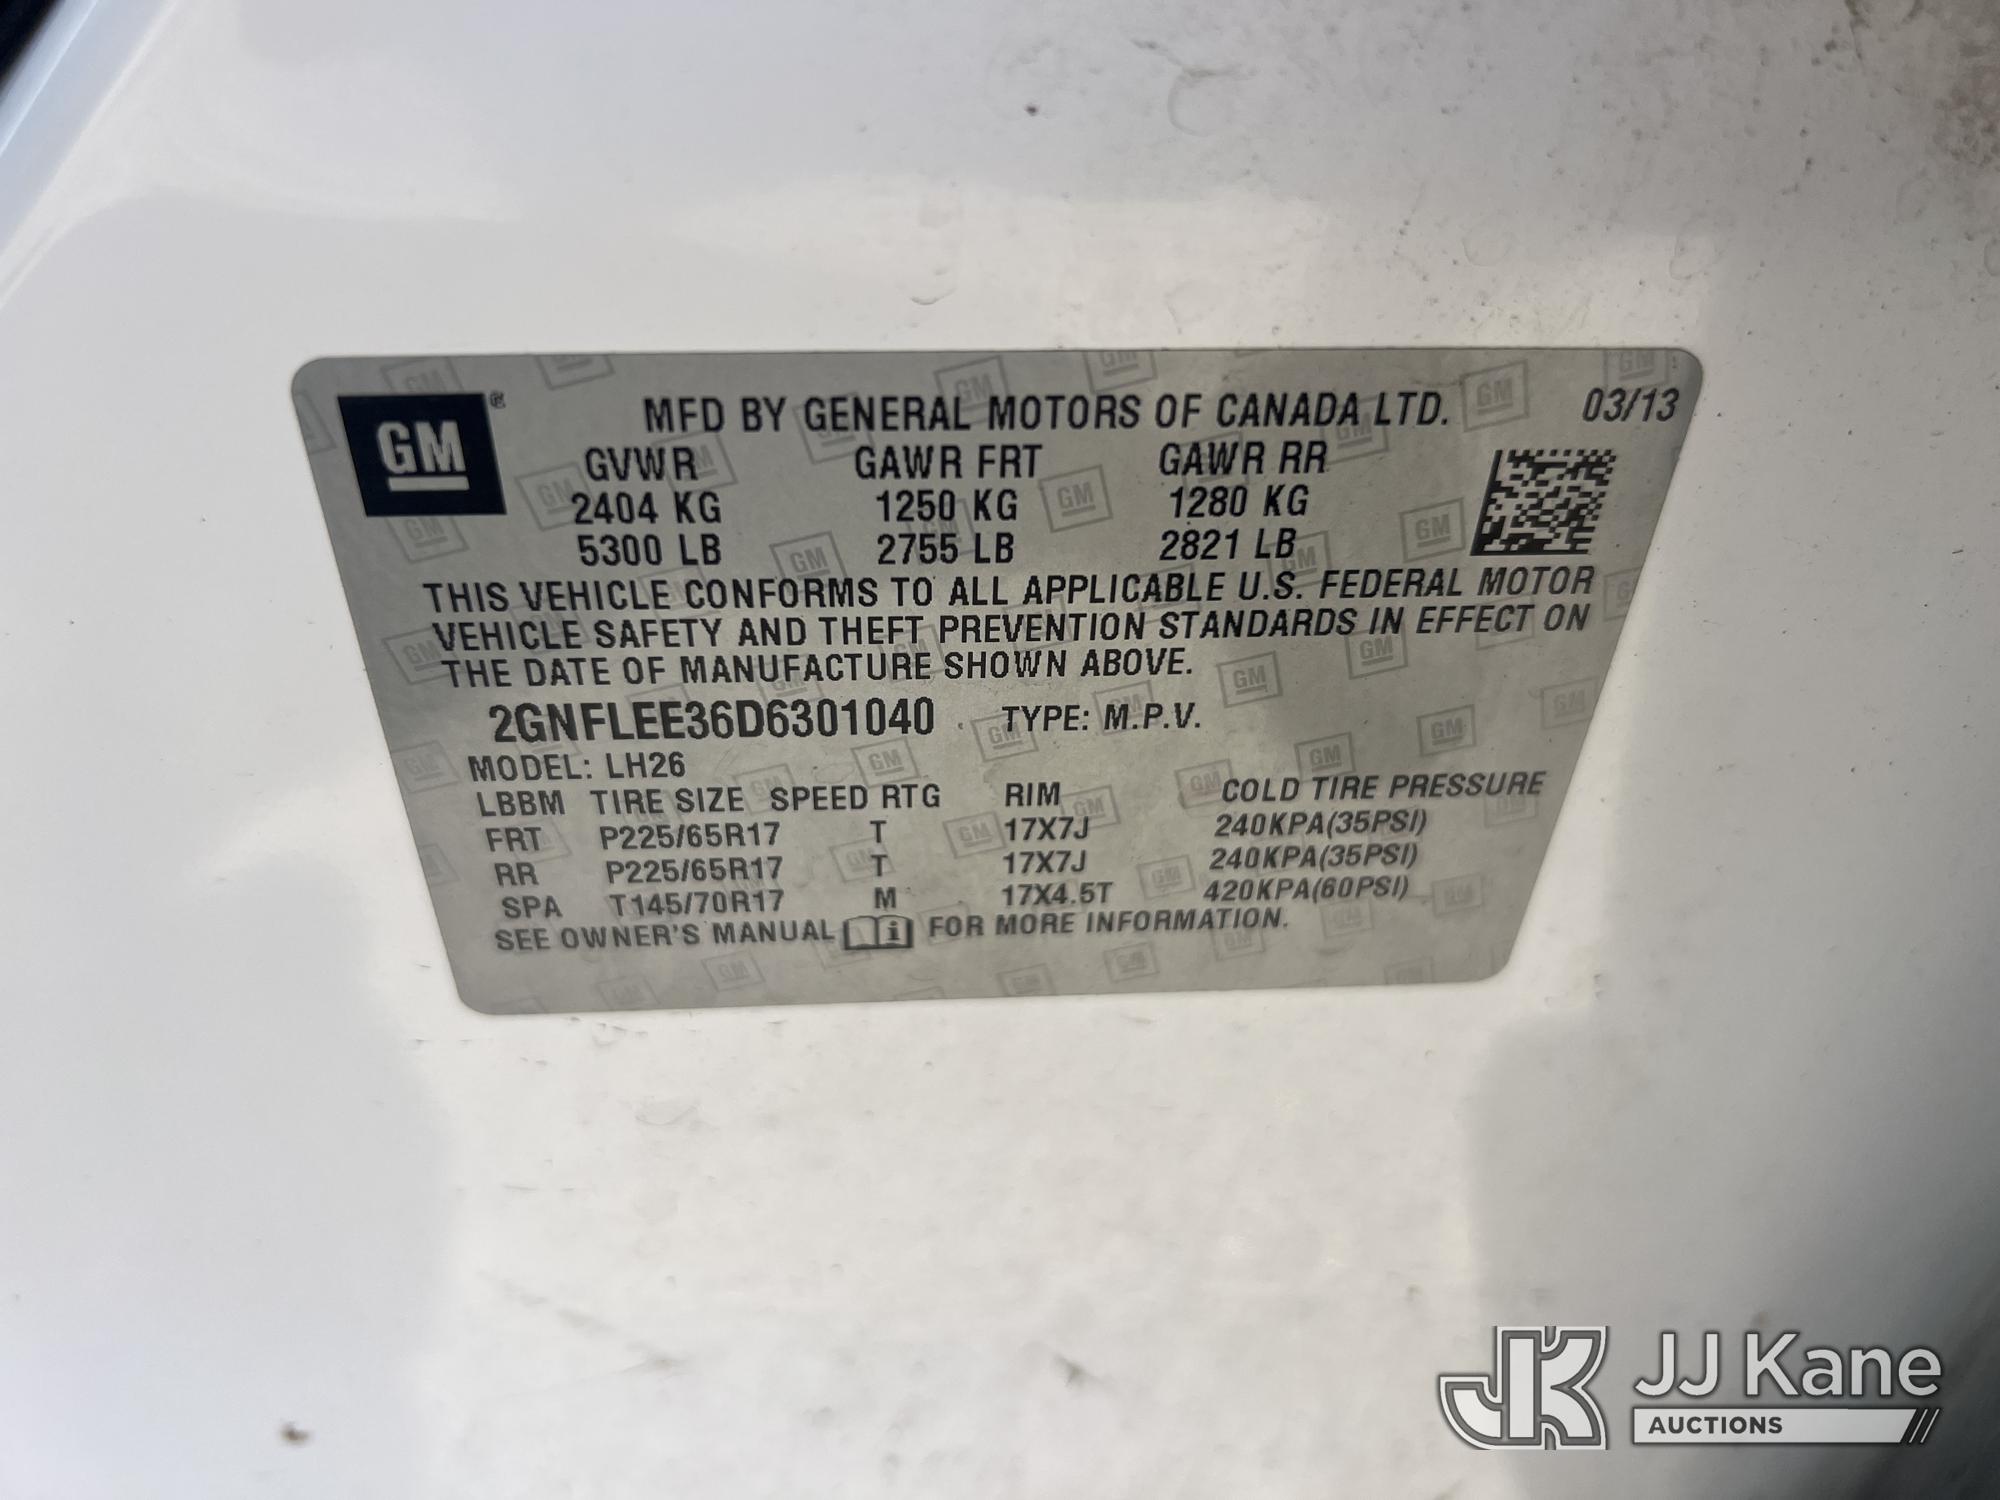 GM
MFD BY GENERAL MOTORS OF CANADA LTD. 03/13
GVWR GAWR FRT GAWR RR
2404 KG 1250 KG 1280 KG
5300 LB 2755 LB 2821 LB
THIS VEHICLE CONFORMS TO ALL APPLICABLE U.S. FEDERAL MOTOR
VEHICLE SAFETY AND THEFT PREVENTION STANDARDS IN EFFECT ON
THE DATE OF MANUFACTURE SHOWN ABOVE.
2GNFLEE36D6301040 TYPE: M.P.V.
MODEL: LH26
LBBM TIRE SIZE SPEED RTG RIM COLD TIRE PRESSURE
FRT P225/65R17 T 17X7J 240KPA(35PSI)
RR P225/65R17 T 17X7J 240KPA(35PSI)
SPA T145/70R17 M 17X4.5T 420KPA(60PSI)
SEE OWNER'S MANUAL i FOR MORE INFORMATION.
JK JJ Kane
AUCTIONS